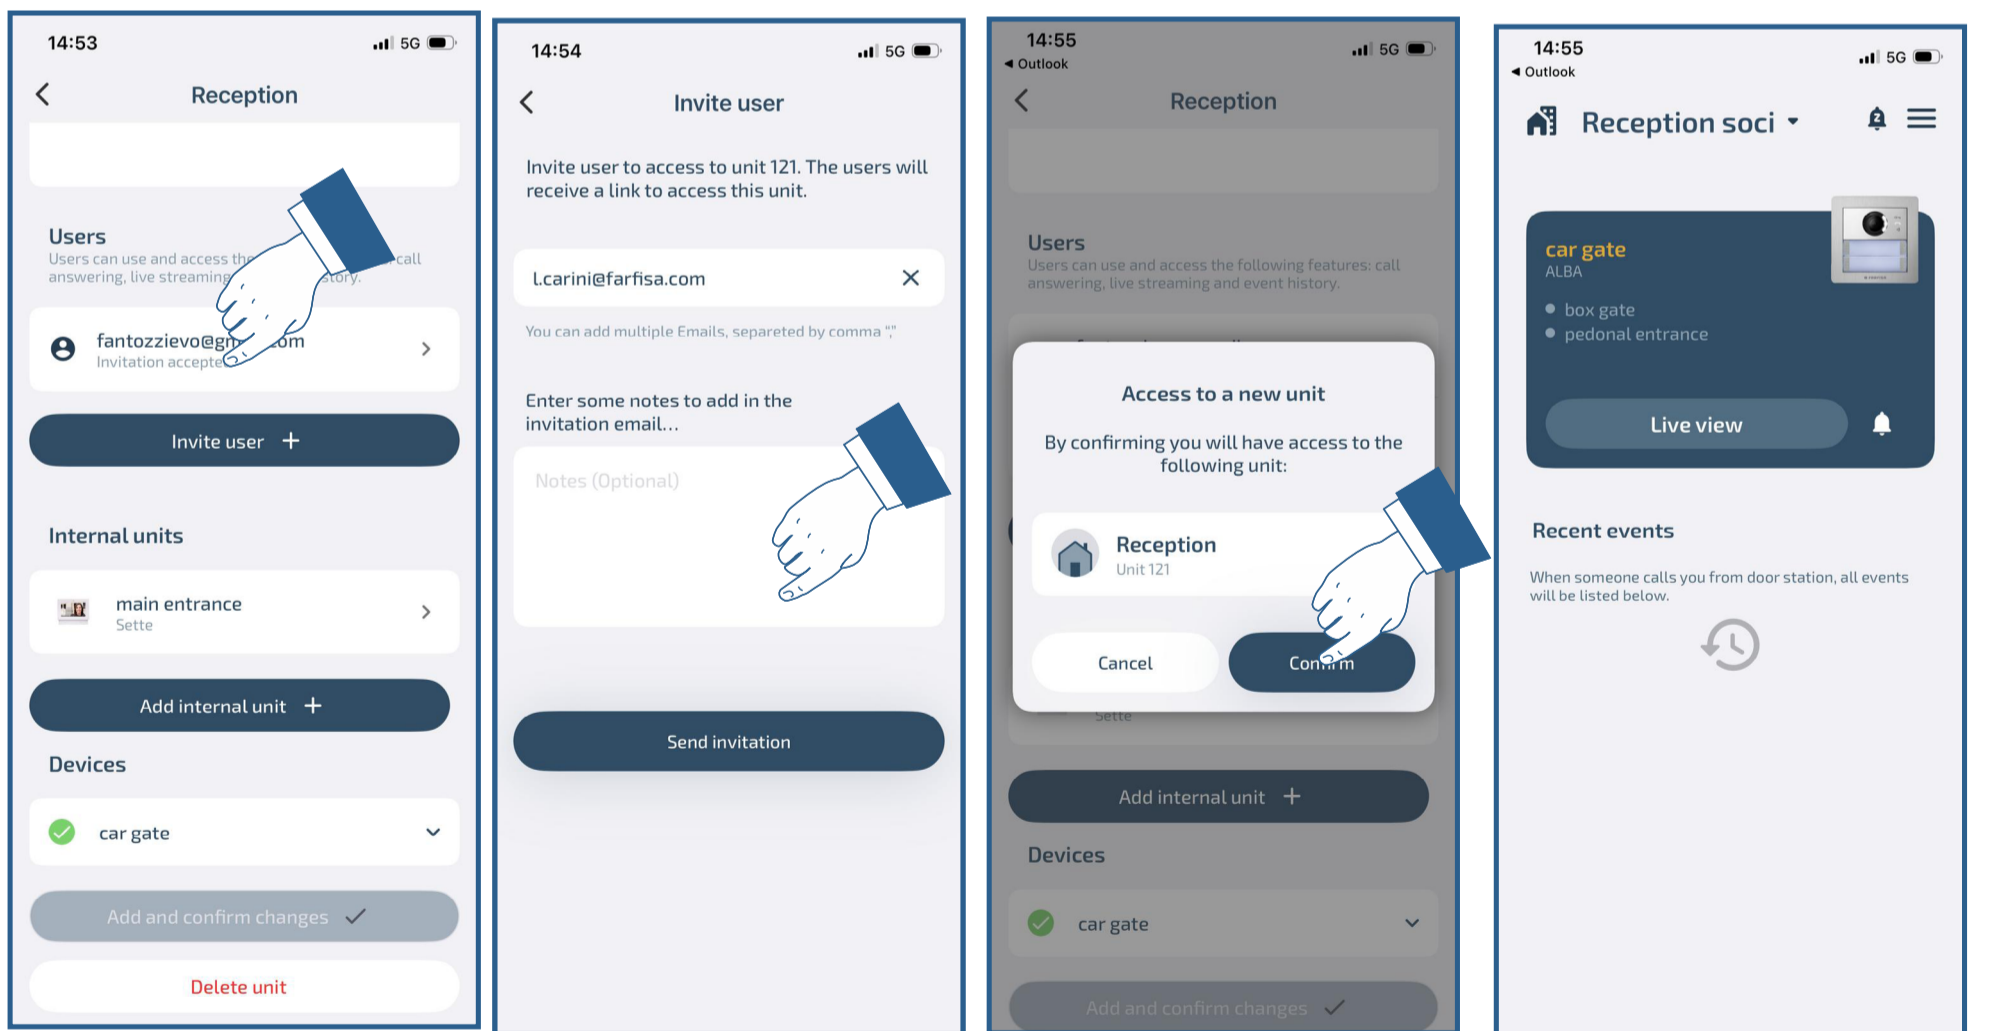 14:53
5G
Reception
Users
Users can use and access the call
answering, live streaming story.
Invitation accepte
Invite user +
Internal units
main entrance
Sette
Add internal unit +
Devices
car gate
Add and confirm changes
Delete unit
14:54
5G
Invite user
Invite user to access to unit 121. The users will
receive a link to access this unit.
l.carini@farfisa.com
You can add multiple Emails, separeted by comma “,”
Enter some notes to add in the
invitation email...
Notes (Optional)
Send invitation
14:55
5G
◄ Outlook
Reception
Users
Users can use and access the following features: call
answering, live streaming and event history.
Access to a new unit
By confirming you will have access to the
following unit:
Reception
Unit 121
Cancel
Confirm
Sette
Add internal unit +
Devices
car gate
Add and confirm changes
14:55
5G
◄ Outlook
Reception soci
car gate
ALBA
box gate
pedonal entrance
Live view
Recent events
When someone calls you from door station, all events
will be listed below.